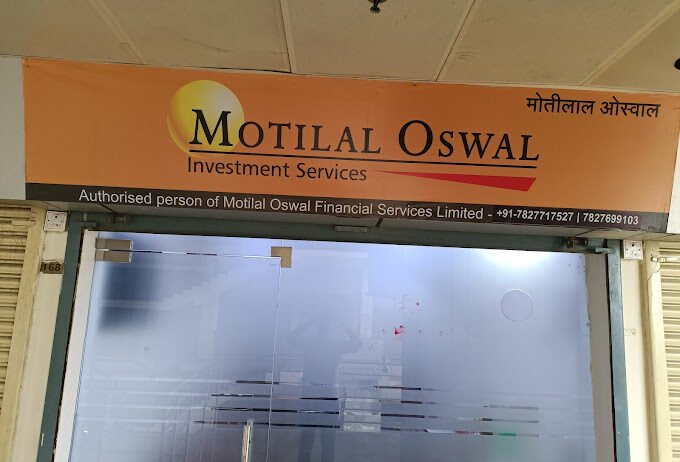 मोतीलाल ओस्वाल
MOTILAL OSWAL
Investment Services
Authorised person of Motilal Oswal Financial Services Limited - +91-7827717527 | 7827699103
168